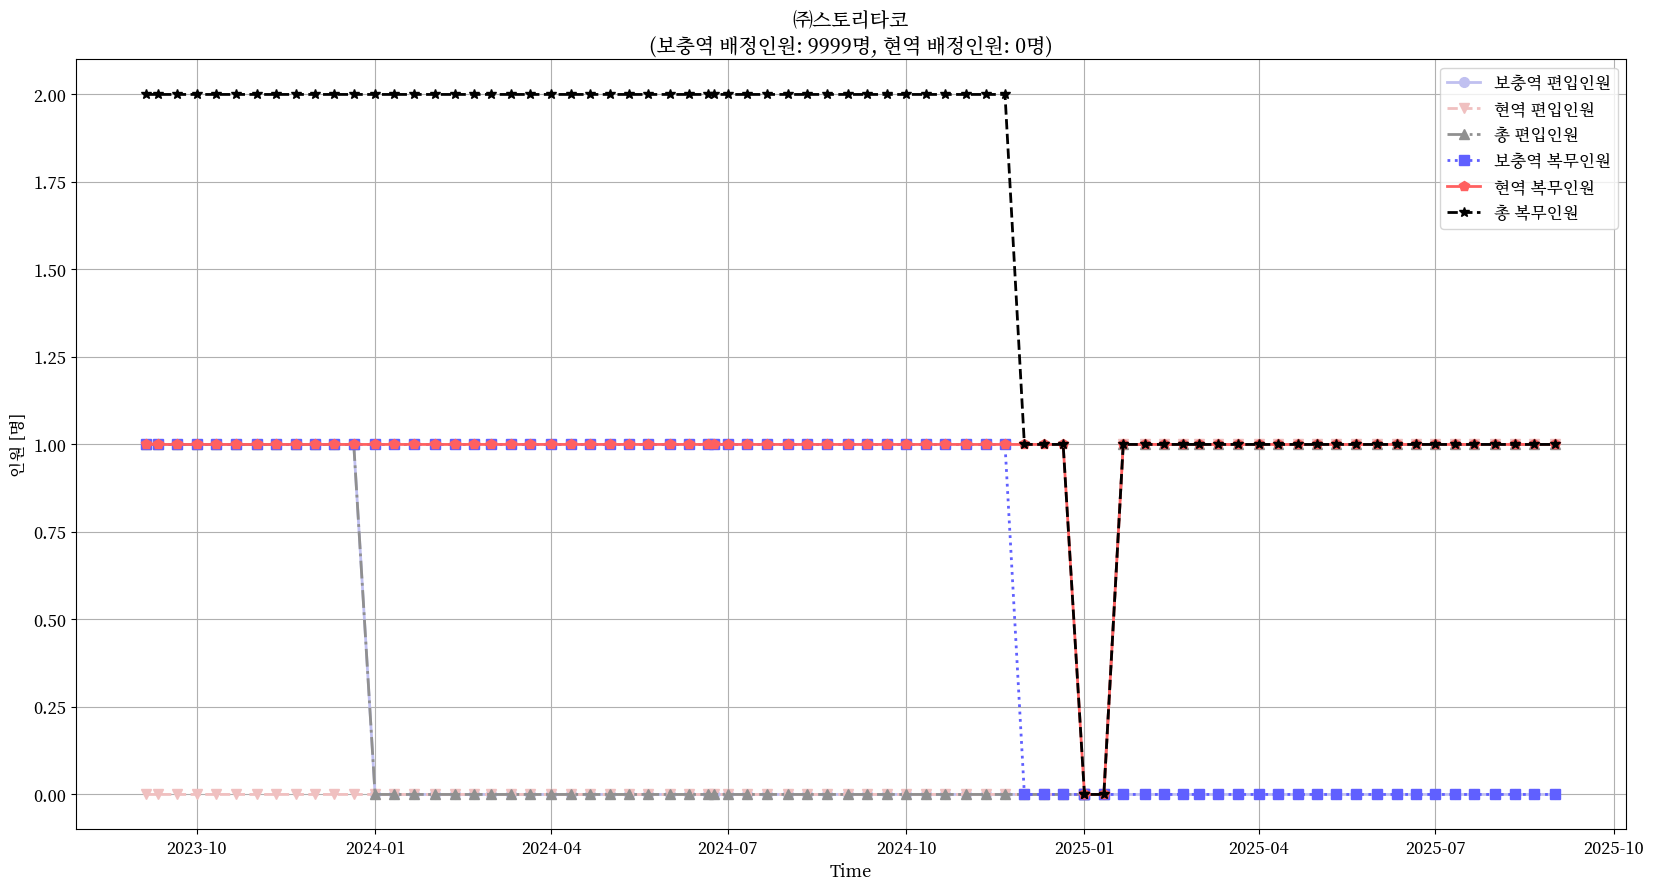 ㈜스토리타코
(보충역 배정인원: 9999명, 현역 배정인원: 0명)
보충역 편입인원
현역 편입인원
총 편입인원
보충역 복무인원
현역 복무인원
총 복무인원
인원 [명]
2.00
1.75
1.50
1.25
1.00
0.75
0.50
0.25
0.00
2023-10
2024-01
2024-04
2024-07
2024-10
2025-01
2025-04
2025-07
2025-10
Time